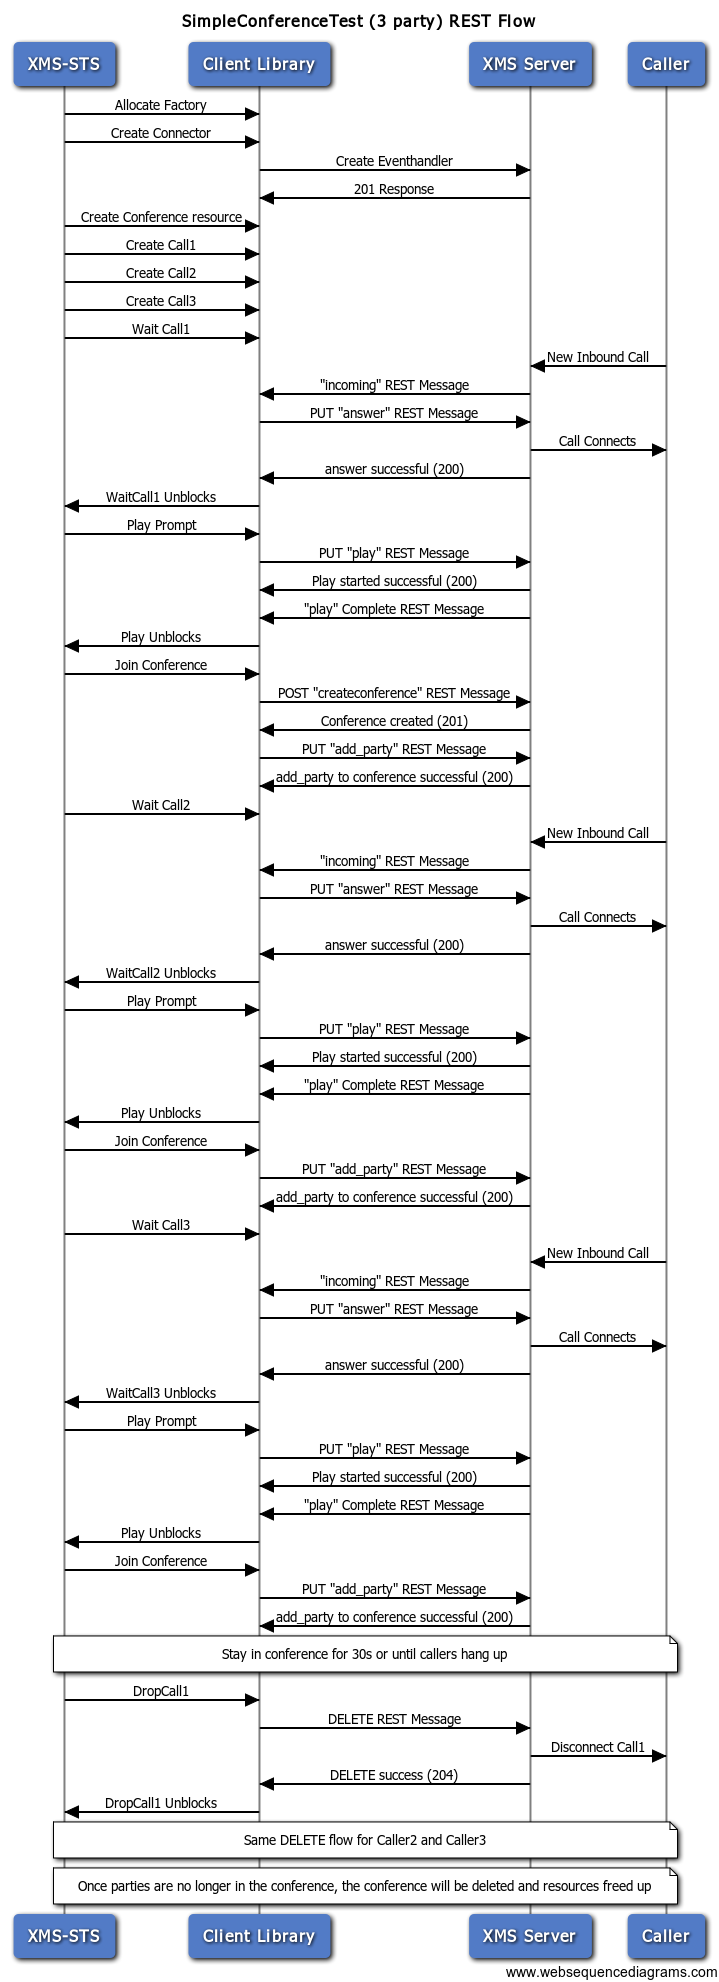 SimpleConferenceTest (3 party) REST Flow
XMS-STS
Client Library
XMS Server
Caller
Allocate Factory
Create Connector
Create Eventhandler
201 Response
Create Conference resource
Create Call1
Create Call2
Create Call3
Wait Call1
New Inbound Call
"incoming" REST Message
PUT "answer" REST Message
Call Connects
answer successful (200)
WaitCall1 Unblocks
Play Prompt
PUT "play" REST Message
Play started successful (200)
"play" Complete REST Message
Play Unblocks
Join Conference
POST "createconference" REST Message
Conference created (201)
PUT "add_party" REST Message
add_party to conference successful (200)
Wait Call2
New Inbound Call
"incoming" REST Message
PUT "answer" REST Message
Call Connects
answer successful (200)
WaitCall2 Unblocks
Play Prompt
PUT "play" REST Message
Play started successful (200)
"play" Complete REST Message
Play Unblocks
Join Conference
PUT "add_party" REST Message
add_party to conference successful (200)
Wait Call3
New Inbound Call
"incoming" REST Message
PUT "answer" REST Message
Call Connects
answer successful (200)
WaitCall3 Unblocks
Play Prompt
PUT "play" REST Message
Play started successful (200)
"play" Complete REST Message
Play Unblocks
Join Conference
PUT "add_party" REST Message
add_party to conference successful (200)
Stay in conference for 30s or until callers hang up
DropCall1
DELETE REST Message
Disconnect Call1
DELETE success (204)
DropCall1 Unblocks
Same DELETE flow for Caller2 and Caller3
Once parties are no longer in the conference, the conference will be deleted and resources freed up
XMS-STS
Client Library
XMS Server
Caller
www.websequencediagrams.com